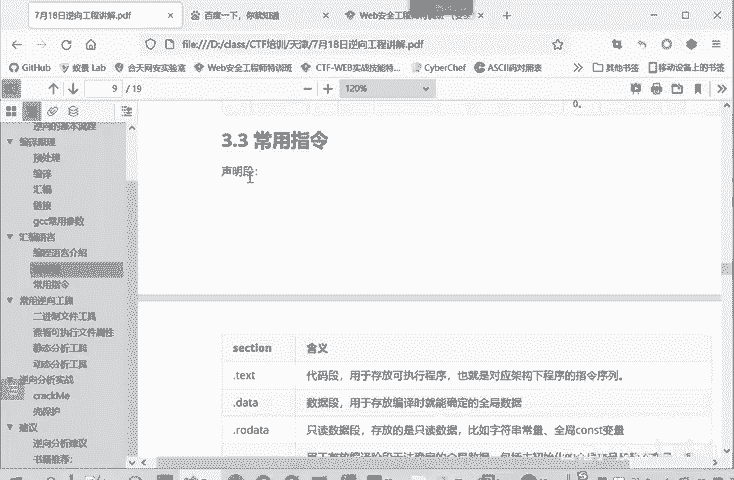 7月18日逆向工程讲解.pdf
百度一下，你就知道
Web安全工程师特训班
file:///D:/class/CTF培训/天津/7月18日逆向工程讲解.pdf
GitHub
合天网安实验室
Web安全工程师特训班
CTF-WEB实战技能特...
CyberChef
ASCII码对照表
其他书签
移动设备上的书签
9 / 19
120%
逆向的基本流程
编译原理
预处理
编译
汇编
链接
gcc常用参数
汇编语言
编程语言介绍
常用指令
常用逆向工具
二进制文件工具
查看可执行文件属性
静态分析工具
动态分析工具
逆向分析实战
crackMe
壳保护
建议
逆向分析建议
书籍推荐:
0。
3.3 常用指令
声明段:
section 含义
.text 代码段，用于存放可执行程序，也就是对应架构下程序的指令序列。
.data 数据段，用于存放编译时就能确定的全局数据
.rodata 只读数据段，存放的是只读数据，比如字符串常量、全局const变量